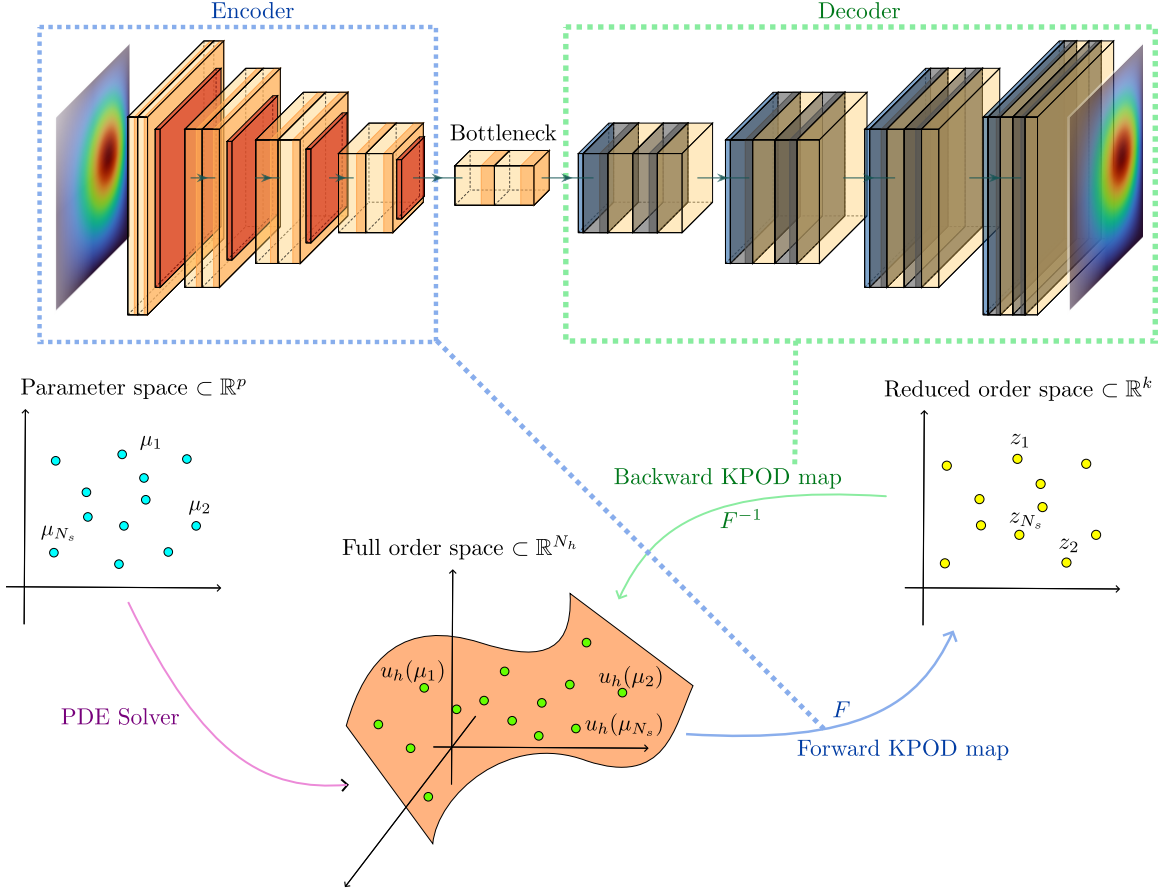 Encoder
Decoder
Bottleneck
Parameter space ⊂ ℝ^p
Reduced order space ⊂ ℝ^k
μ_1
μ_2
μ_{N_s}
z_1
z_{N_s}
z_2
Backward KPOD map
F^{-1}
Full order space ⊂ ℝ^{N_h}
u_h(μ_1)
u_h(μ_2)
u_h(μ_{N_s})
PDE Solver
F
Forward KPOD map